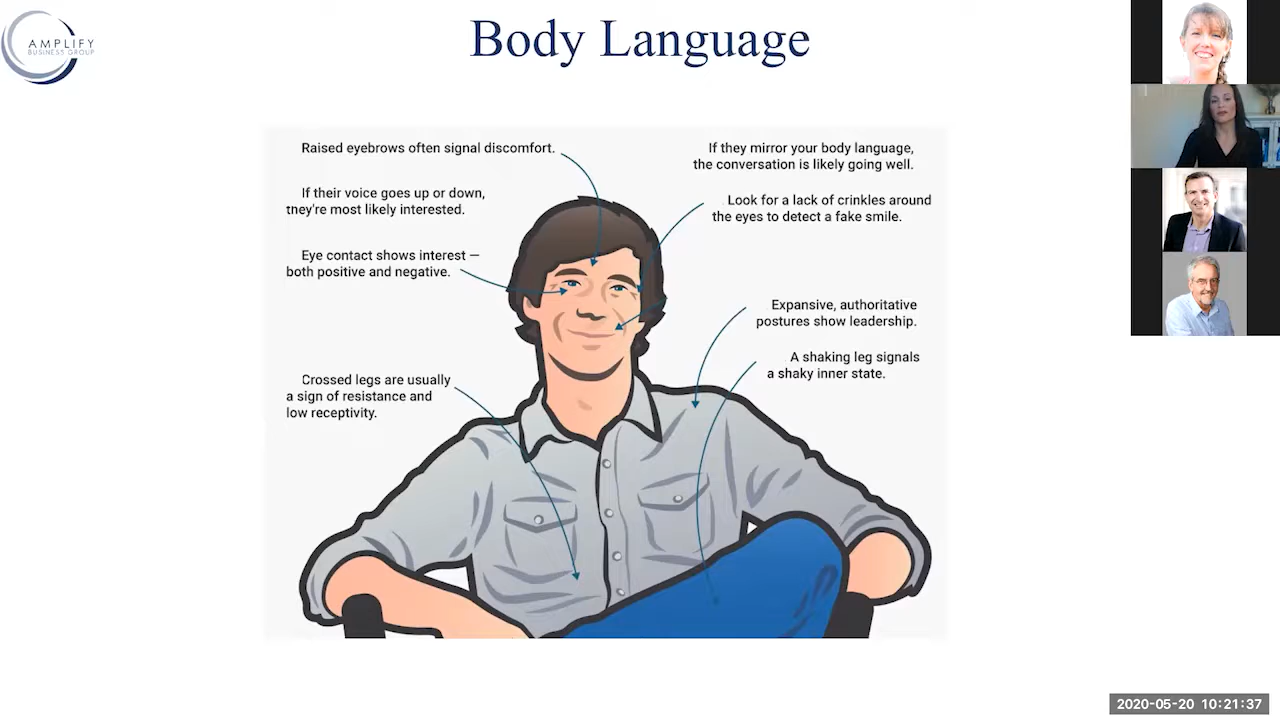 AMPLIFY
BUSINESS GROUP
Body Language
Raised eyebrows often signal discomfort.
If their voice goes up or down,
they're most likely interested.
Eye contact shows interest —
both positive and negative.
Crossed legs are usually
a sign of resistance and
low receptivity.
If they mirror your body language,
the conversation is likely going well.
Look for a lack of crinkles around
the eyes to detect a fake smile.
Expansive, authoritative
postures show leadership.
A shaking leg signals
a shaky inner state.
2020-05-20 10:21:37